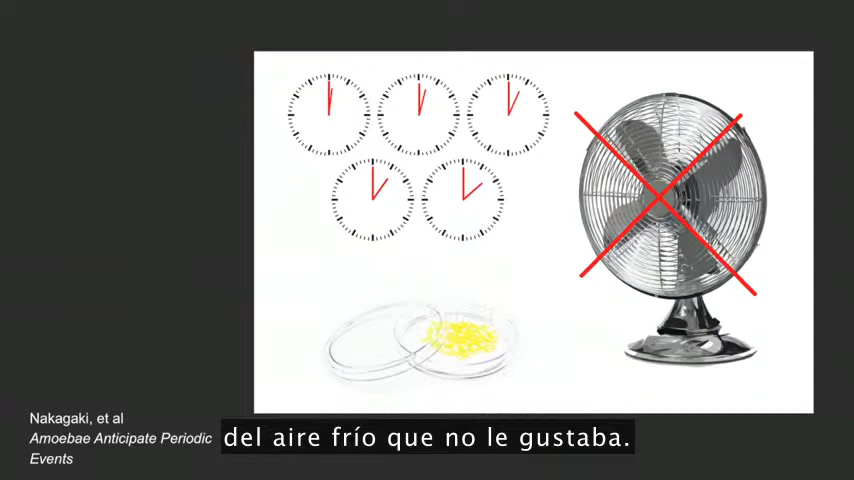 Nakagaki, et al
Amoebae Anticipate Periodic
Events
del aire frío que no le gustaba.